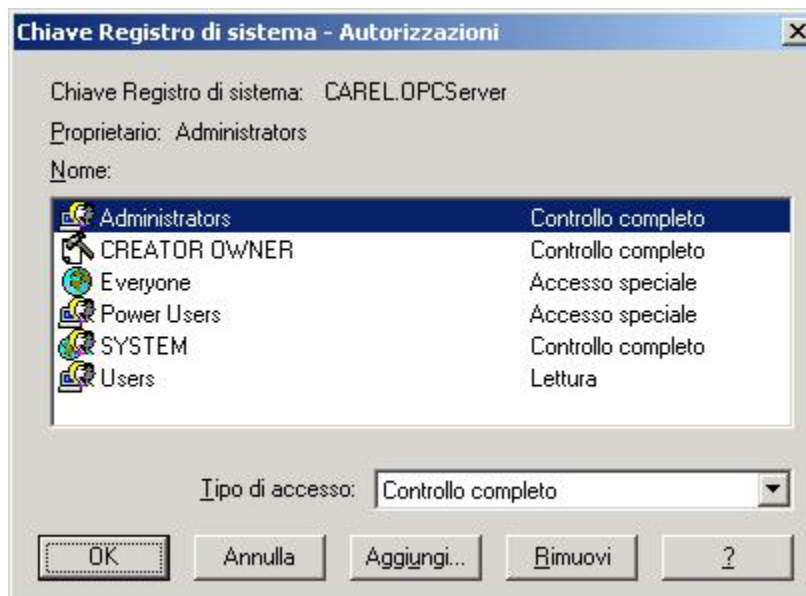 Chiave Registro di sistema - Autorizzazioni
Chiave Registro di sistema: CAREL.OPCServer
Proprietario: Administrators
Nome:
Administrators Controllo completo
CREATOR OWNER Controllo completo
Everyone Accesso speciale
Power Users Accesso speciale
SYSTEM Controllo completo
Users Lettura
Tipo di accesso: Controllo completo
OK Annulla Aggiungi... Rimuovi ?